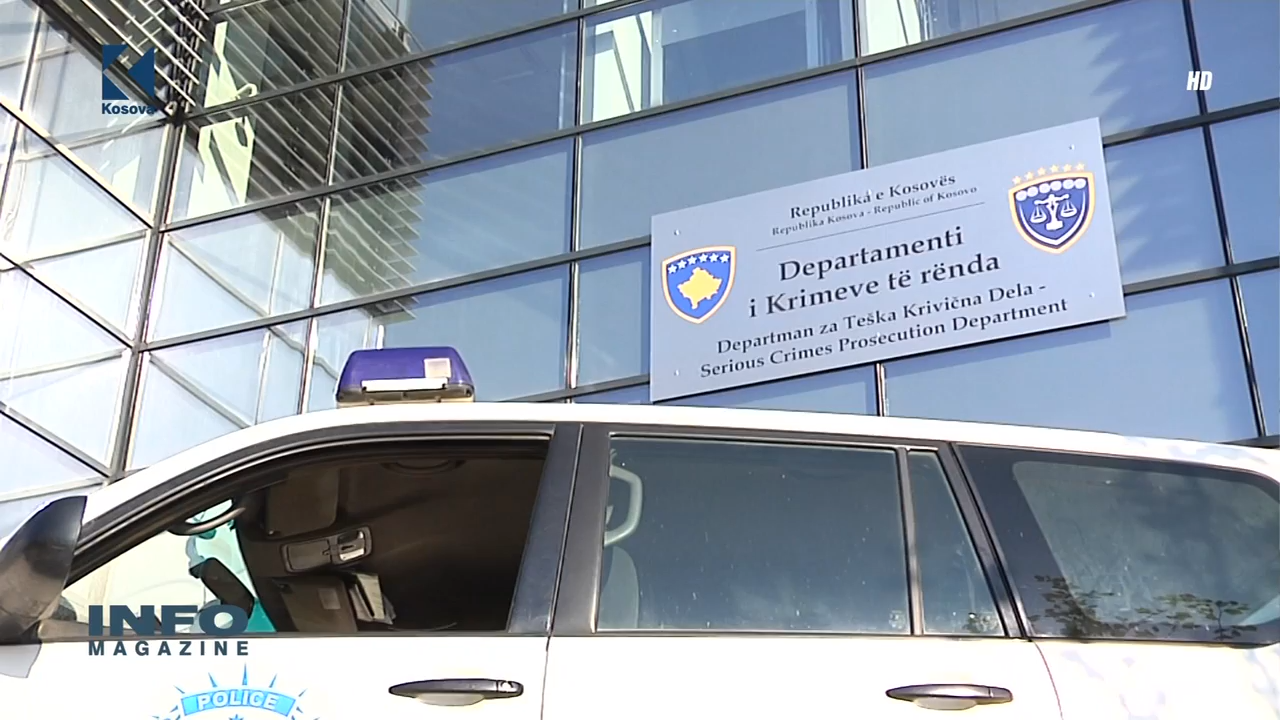 Kosova
HD
Republika e Kosovës
Republika Kosova - Republic of Kosovo
Departamenti
i Krimeve të rënda
Departman za Teška Krivična Dela -
Serious Crimes Prosecution Department
INFO
MAGAZINE
POLICE